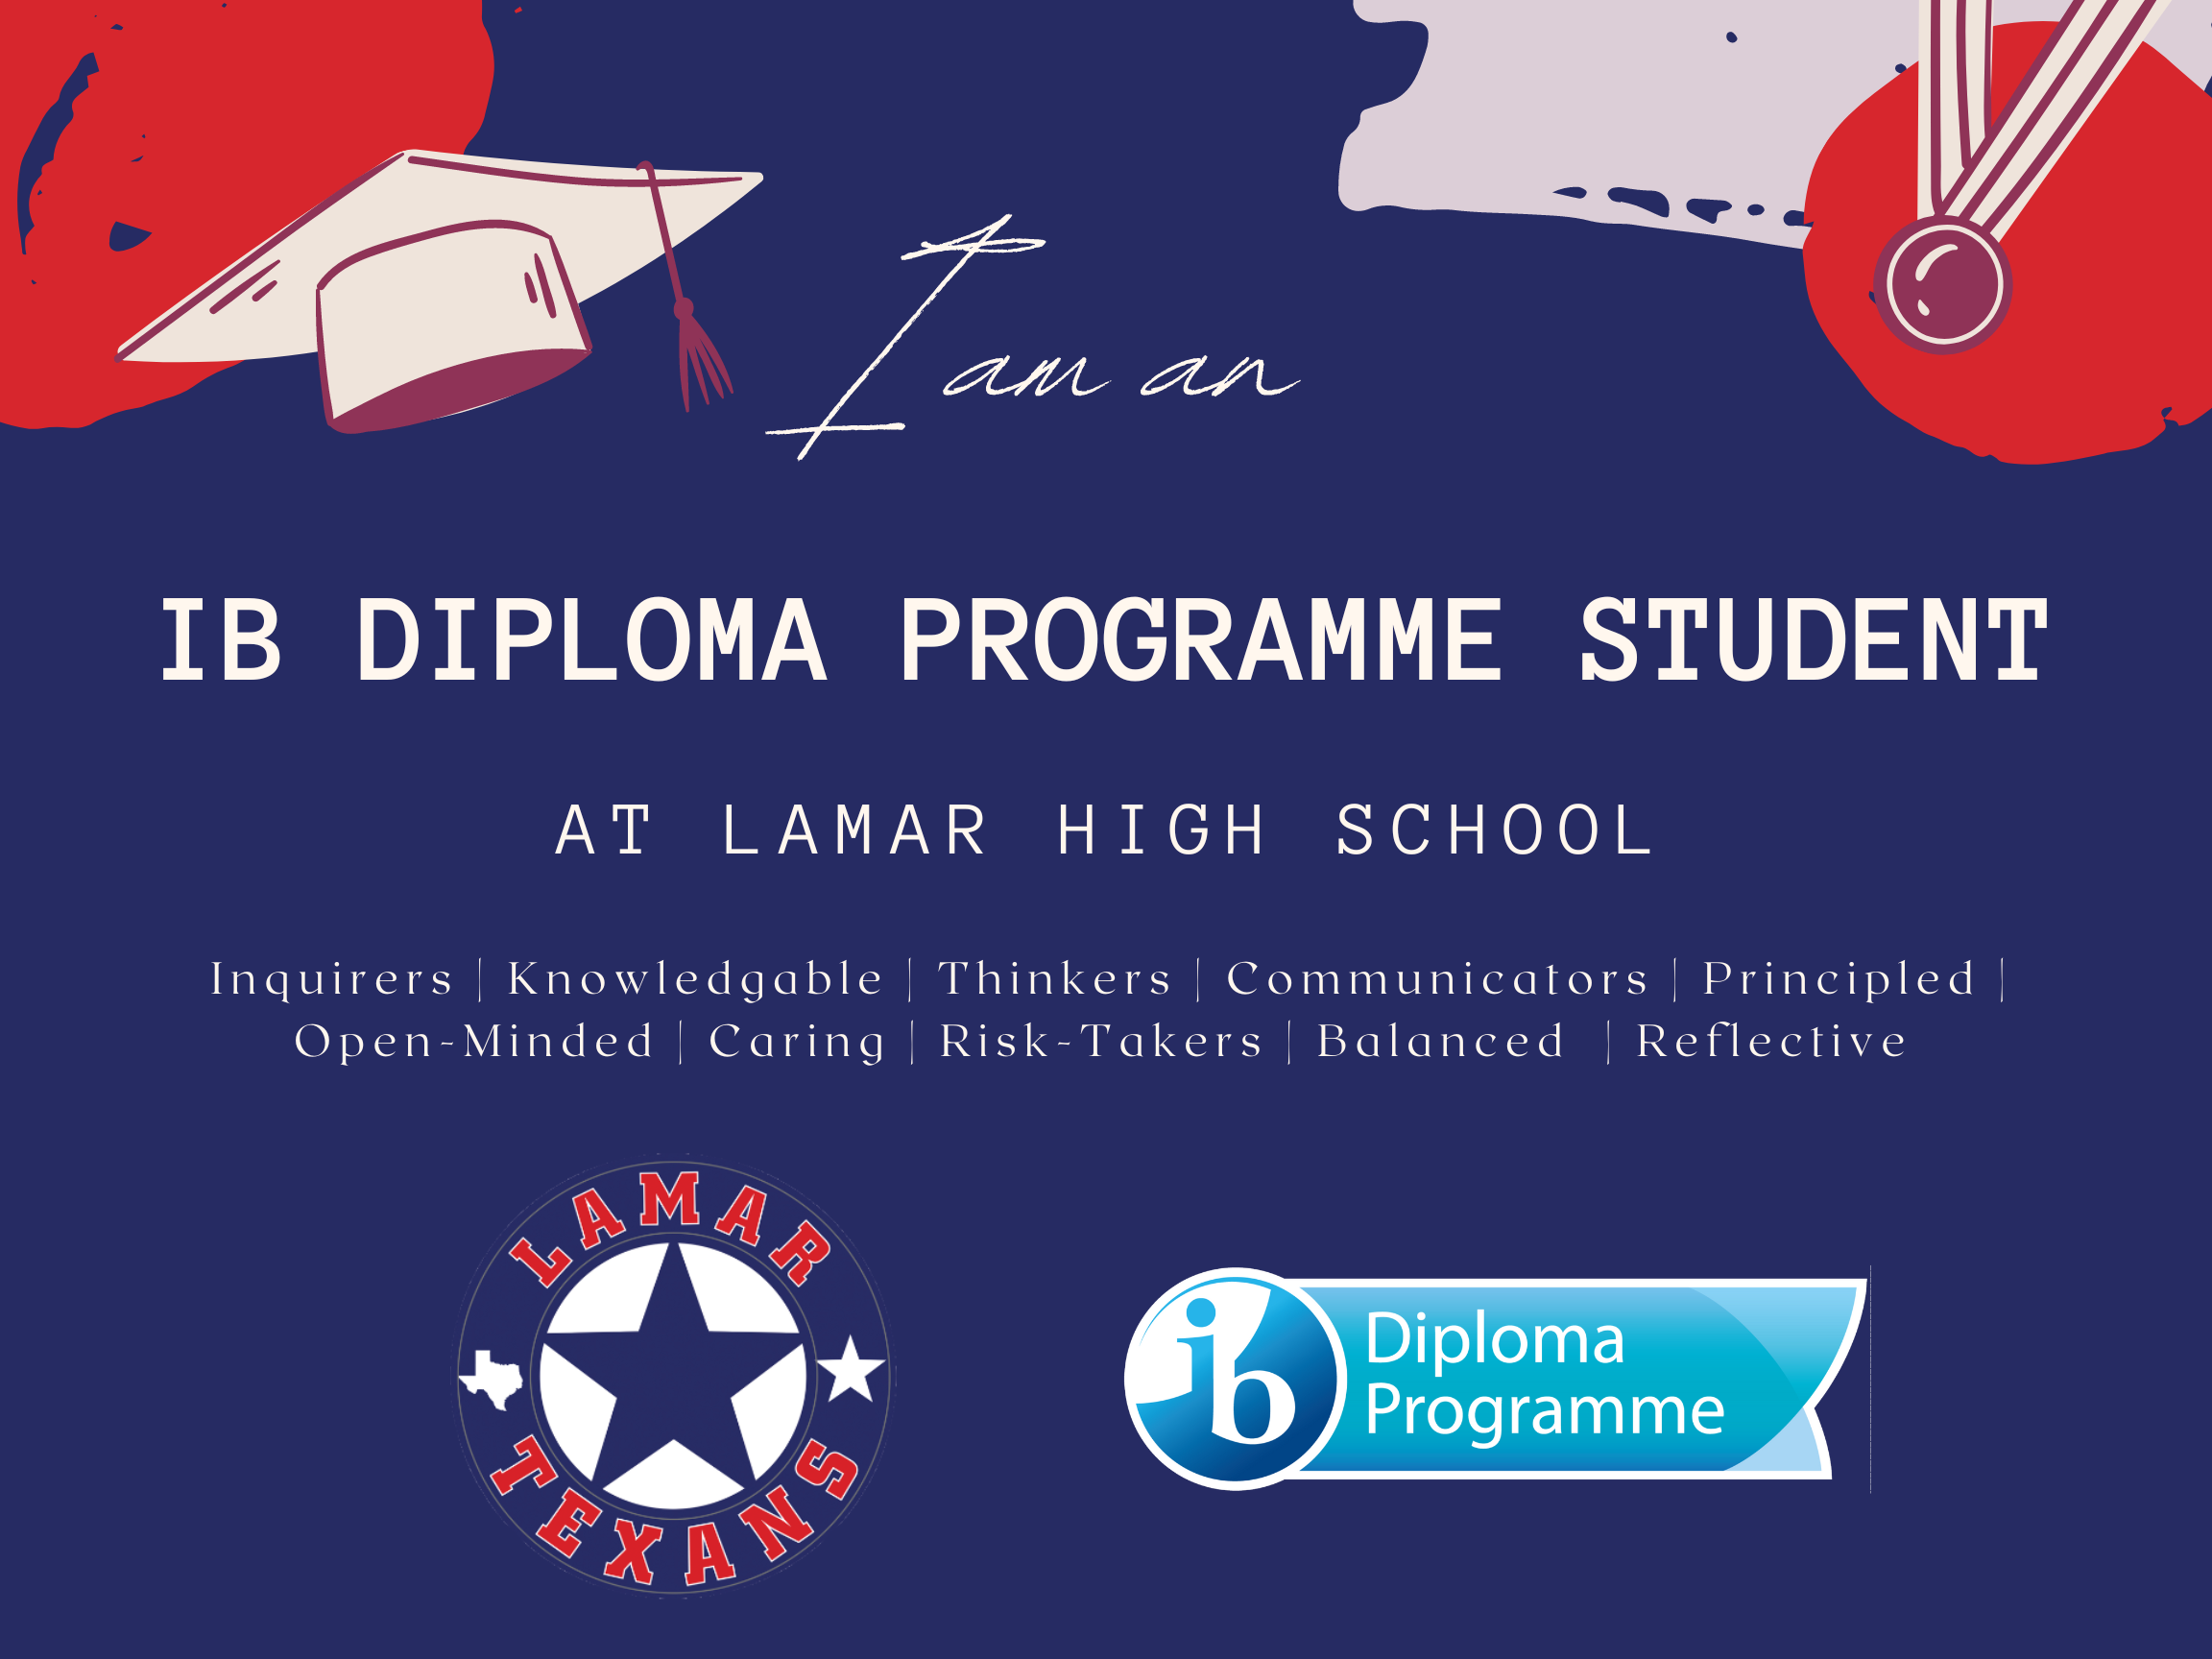 I am an
IB DIPLOMA PROGRAMME STUDENT
AT LAMAR HIGH SCHOOL
Inquirers | Knowledgable | Thinkers | Communicators | Principled |
Open-Minded | Caring | Risk-Takers | Balanced | Reflective
LAMAR
TEXANS
ib
Diploma
Programme